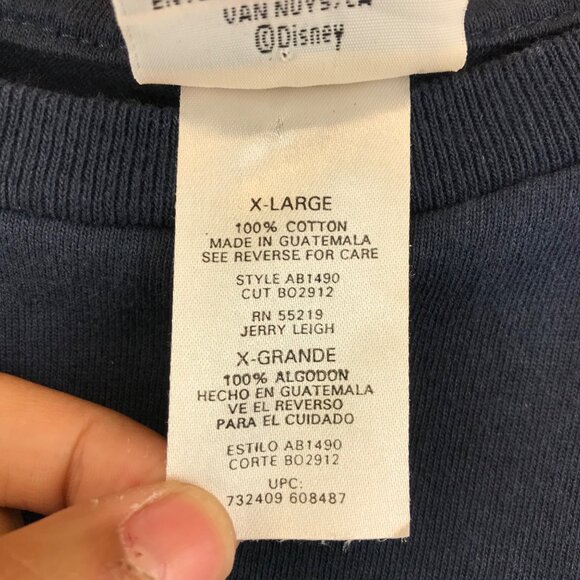 VAN NUYS, CA
©Disney
X-LARGE
100% COTTON
MADE IN GUATEMALA
SEE REVERSE FOR CARE
STYLE AB1490
CUT BO2912
RN 55219
JERRY LEIGH
X-GRANDE
100% ALGODON
HECHO EN GUATEMALA
VE EL REVERSO
PARA EL CUIDADO
ESTILO AB1490
CORTE BO2912
UPC:
732409 608487